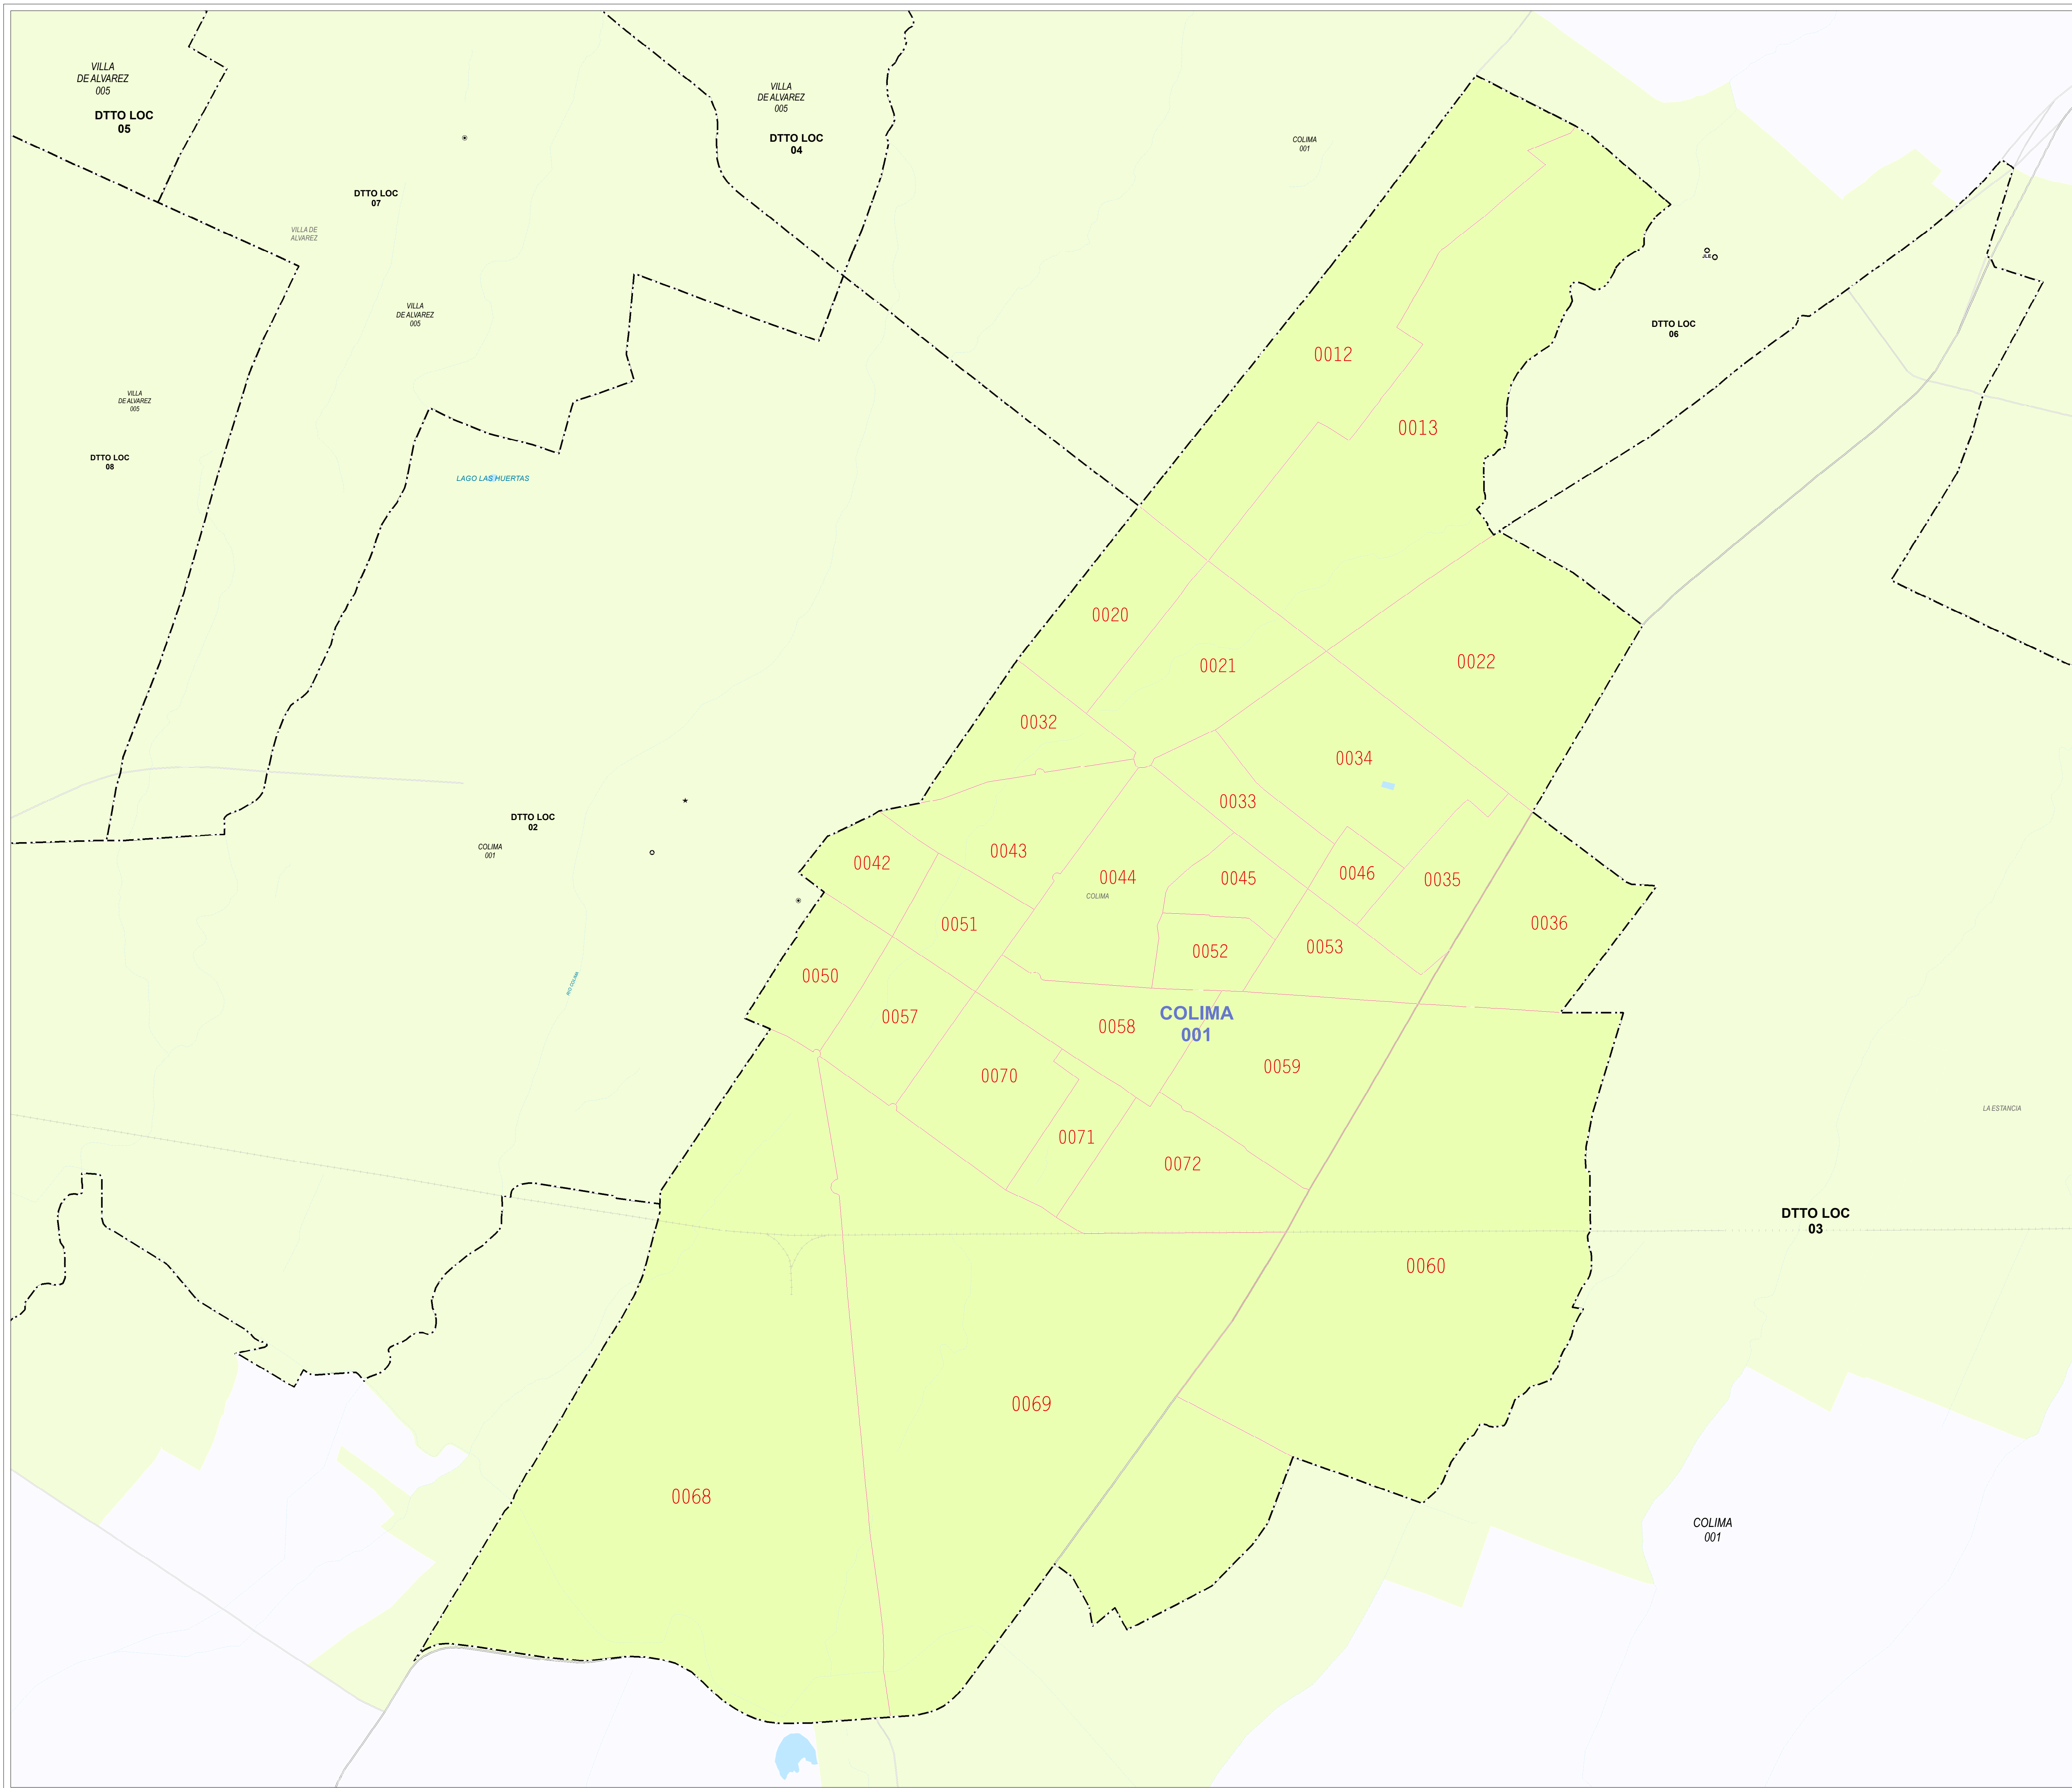 VILLA
DE ALVAREZ
005
DTTO LOC
05
VILLA
DE ALVAREZ
005
DTTO LOC
04
COLIMA
001
DTTO LOC
07
VILLA DE
ALVAREZ
JLE
VILLA
DE ALVAREZ
005
DTTO LOC
06
0012
VILLA
DE ALVAREZ
005
0013
DTTO LOC
08
LAGO LAS HUERTAS
0020
0021
0022
0032
0034
0033
DTTO LOC
02
COLIMA
001
0043
0042
0044
0045
0046
0035
COLIMA
0051
0036
0052
0053
0050
RIO COLIMA
0057
COLIMA
001
0058
0059
0070
LA ESTANCIA
0071
0072
DTTO LOC
03
0060
0069
0068
COLIMA
001